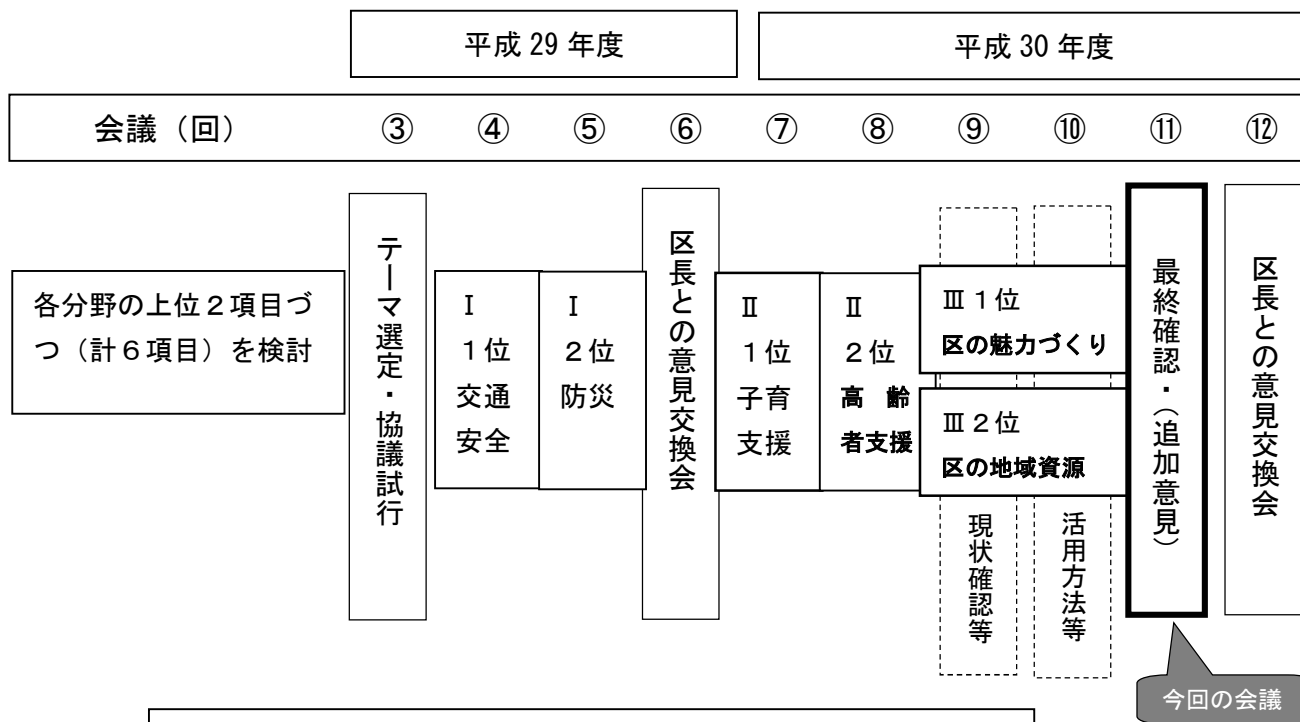 平成 29 年度
平成 30 年度
会議（回） ③ ④ ⑤ ⑥ ⑦ ⑧ ⑨ ⑩ ⑪ ⑫
各分野の上位２項目づ
つ（計６項目）を検討
テーマ選定・協議試行
Ⅰ
１位
交通
安全
Ⅰ
２位
防災
区長との意見交換会
Ⅱ
１位
子育
支援
Ⅱ
２位
高　齢
者支援
Ⅲ１位
区の魅力づくり
Ⅲ２位
区の地域資源
現状確認等
活用方法等
最終確認・（追加意見）
区長との意見交換会
今回の会議